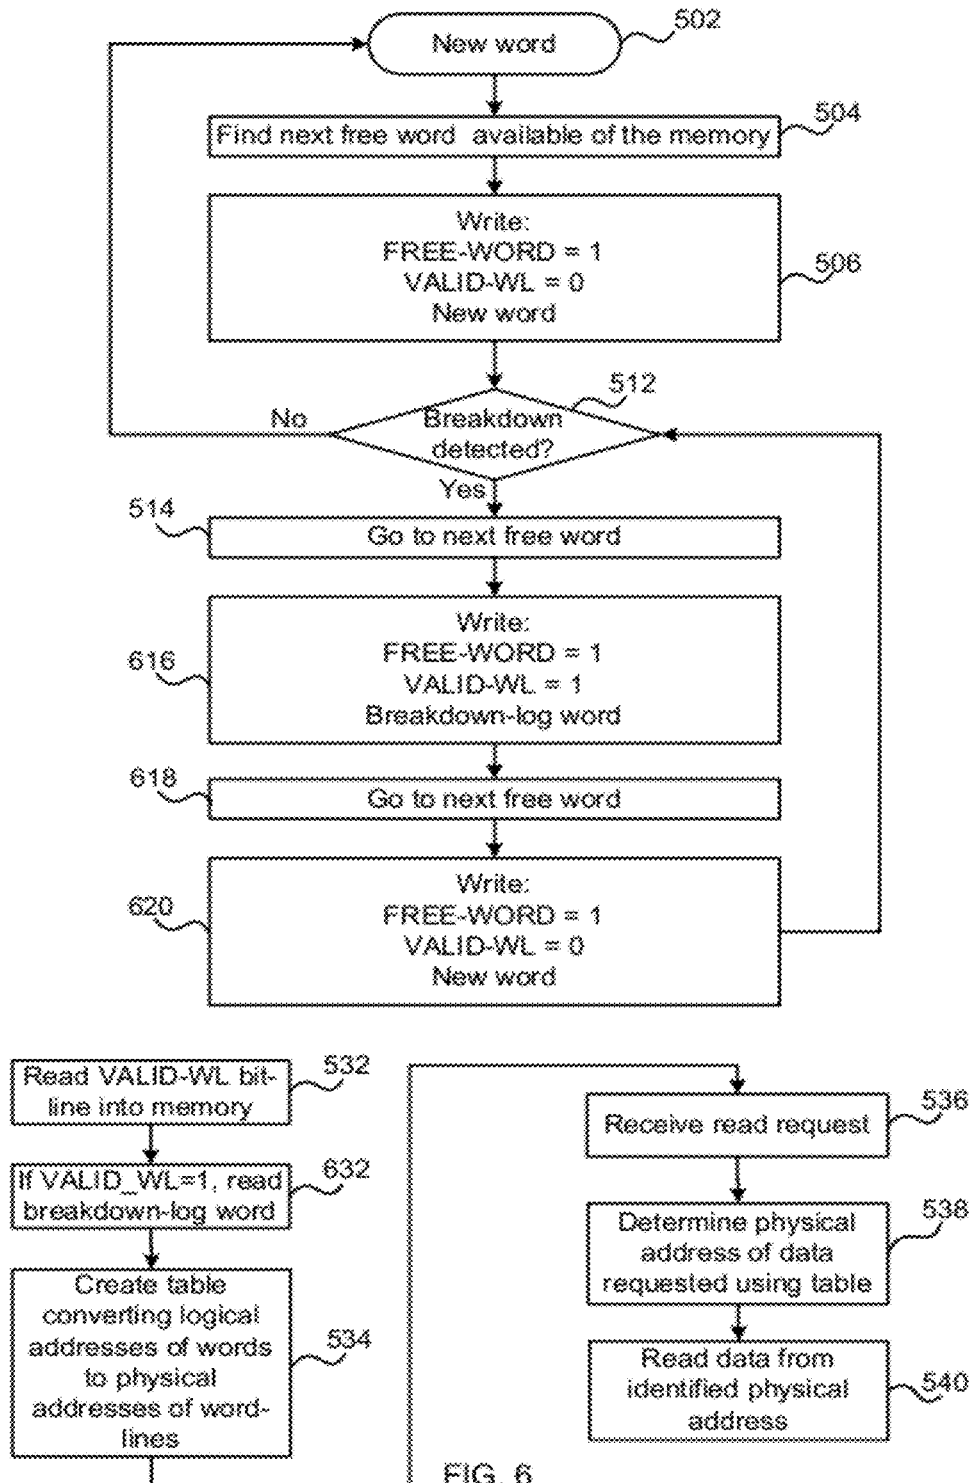 New word
502
Find next free word available of the memory
504
Write:
FREE-WORD = 1
VALID-WL = 0
New word
506
Breakdown
detected?
512
No
Yes
514
Go to next free word
616
Write:
FREE-WORD = 1
VALID-WL = 1
Breakdown-log word
618
Go to next free word
620
Write:
FREE-WORD = 1
VALID-WL = 0
New word
Read VALID-WL bit-
line into memory
532
If VALID_WL=1, read
breakdown-log word
632
Create table
converting logical
addresses of words
to physical
addresses of word-
lines
534
Receive read request
536
Determine physical
address of data
requested using table
538
Read data from
identified physical
address
540
FIG. 6